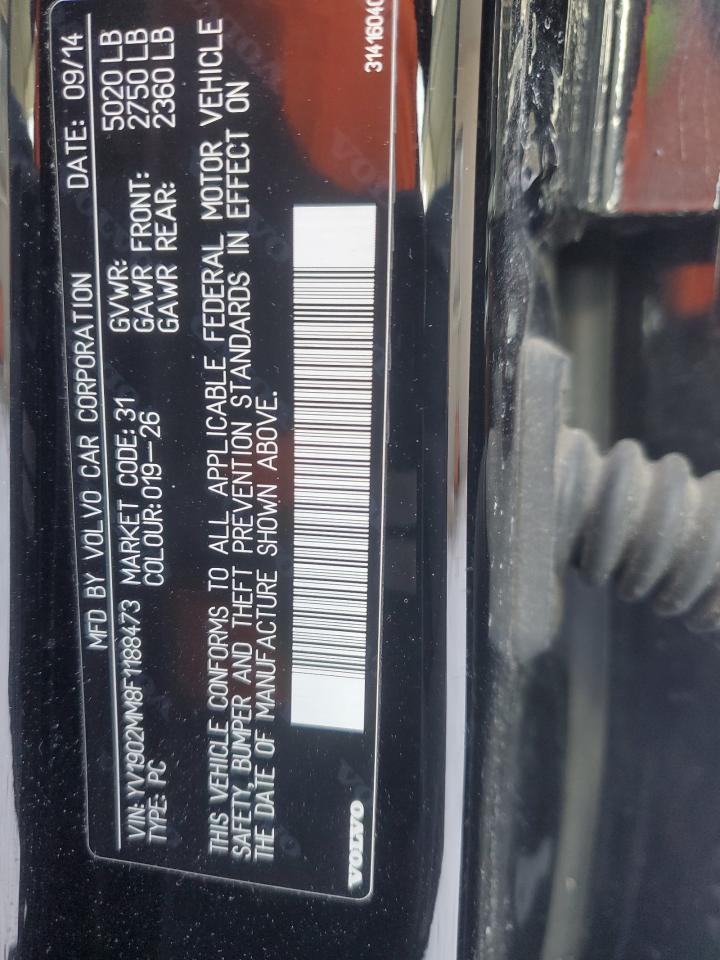 MFD BY VOLVO CAR CORPORATION DATE: 09/14
VIN: YV1902MM8F1188473 MARKET CODE: 31 GVWR: 5020 LB
TYPE: PC COLOUR: 019-26 GAWR FRONT: 2750 LB
GAWR REAR: 2360 LB
THIS VEHICLE CONFORMS TO ALL APPLICABLE FEDERAL MOTOR VEHICLE
SAFETY, BUMPER AND THEFT PREVENTION STANDARDS IN EFFECT ON
THE DATE OF MANUFACTURE SHOWN ABOVE.
VOLVO 3141604